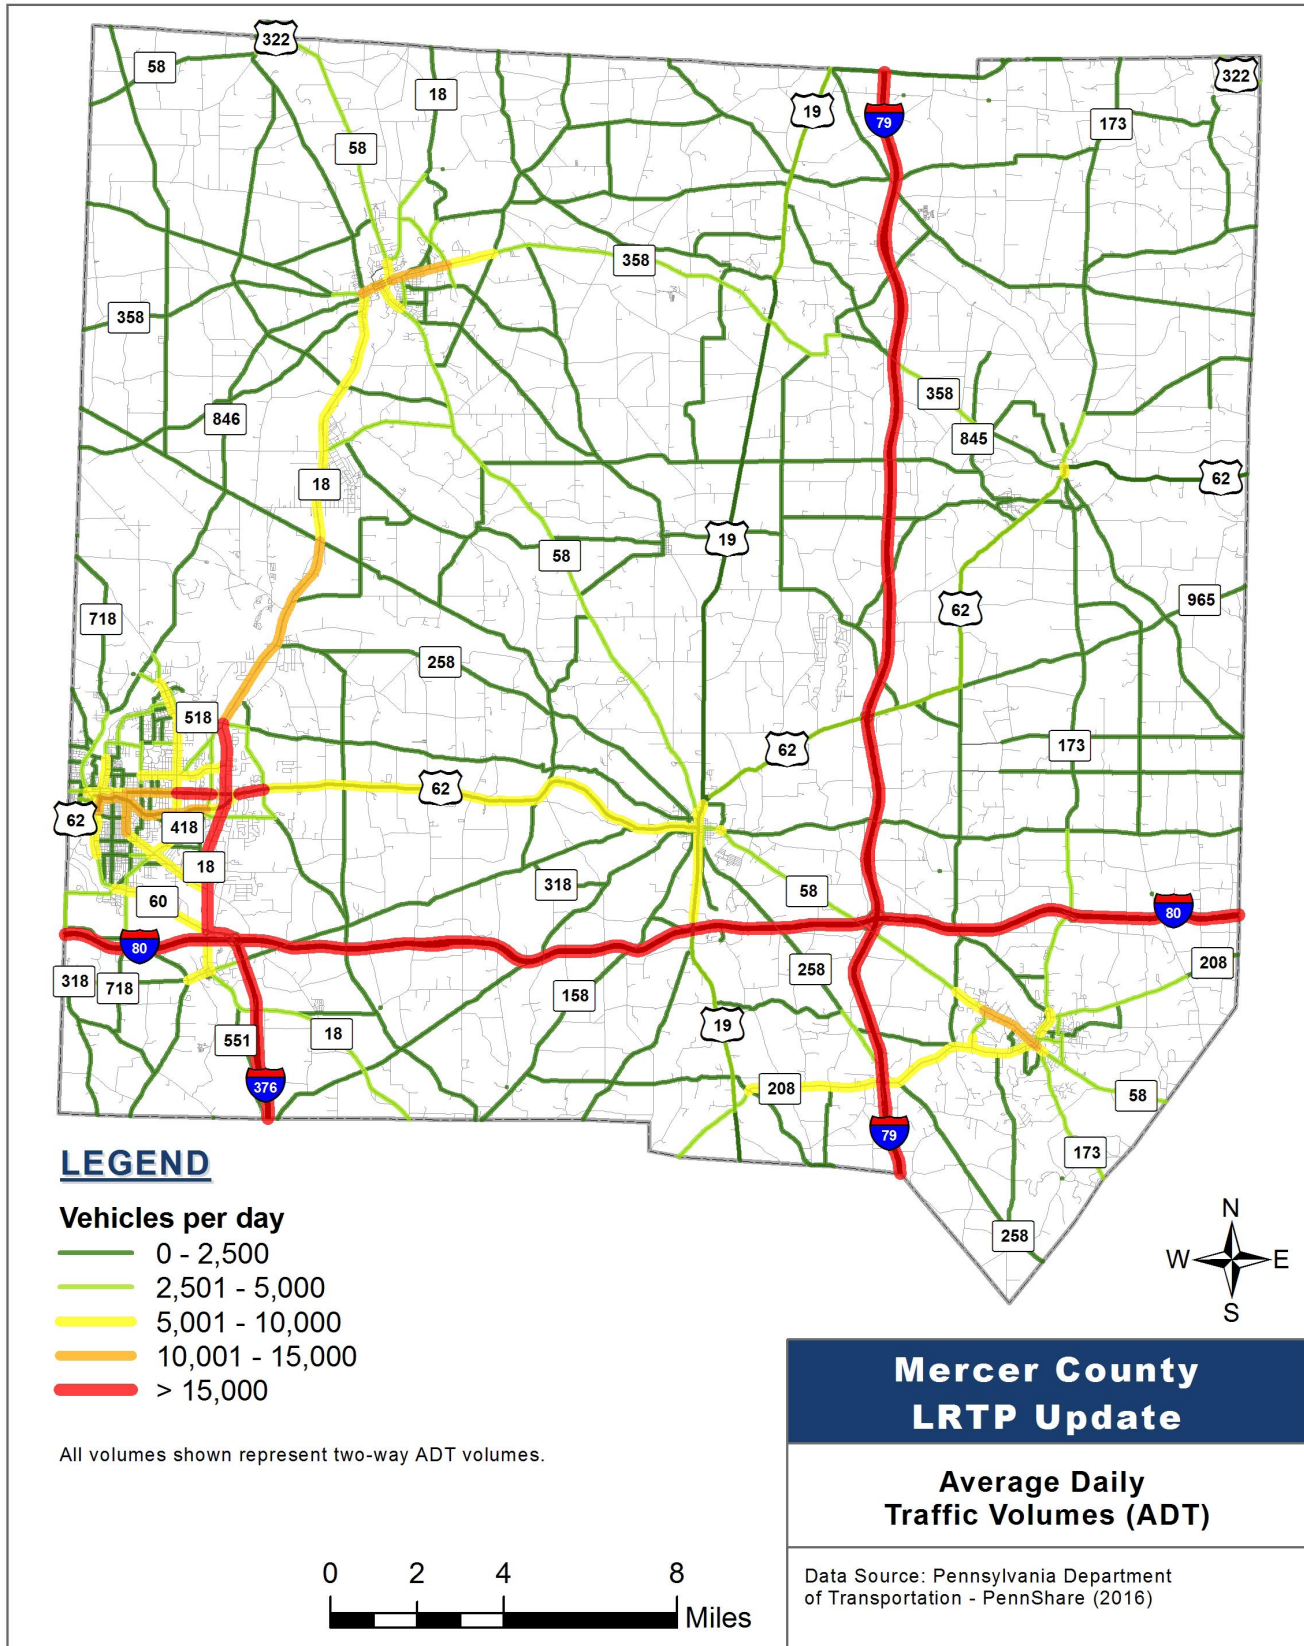 322
58
18
322
19
79
173
58
358
358
358
846
845
18
62
19
58
965
62
718
258
518
173
62
62
62
418
18
318
58
60
80
80
208
258
318
718
158
19
18
551
376
208
58
79
173
258
LEGEND
Vehicles per day
0 - 2,500
2,501 - 5,000
5,001 - 10,000
10,001 - 15,000
> 15,000
All volumes shown represent two-way ADT volumes.
N
W E
S
0 2 4 8
Miles
Mercer County
LRTP Update
Average Daily
Traffic Volumes (ADT)
Data Source: Pennsylvania Department
of Transportation - PennShare (2016)